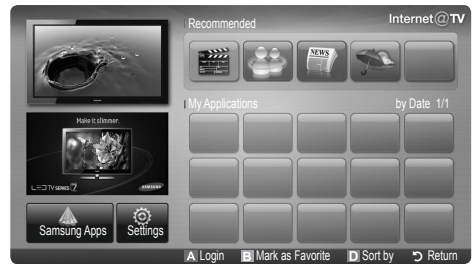 Recommended
Internet@TV
NEWS
My Applications
by Date 1/1
Make it slimmer.
LED TV SERIES 7
SAMSUNG
Samsung Apps
Settings
A Login
B Mark as Favorite
D Sort by
Return